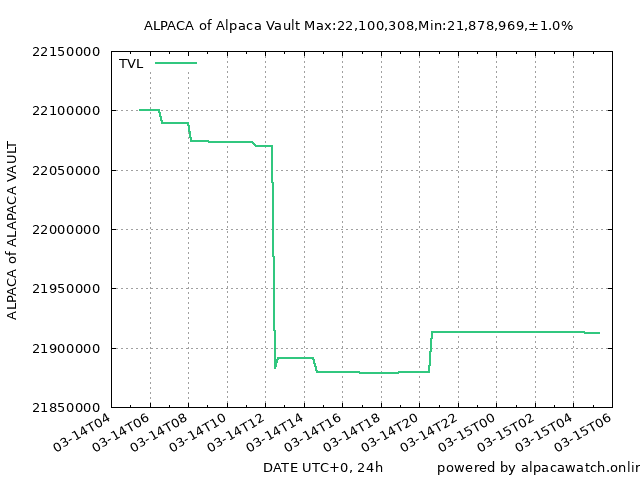 ALPACA of Alpaca Vault Max:22,100,308,Min:21,878,969,±1.0%
TVL
ALPACA of ALAPACA VAULT
22150000
22100000
22050000
22000000
21950000
21900000
21850000
03-14T04
03-14T06
03-14T08
03-14T10
03-14T12
03-14T14
03-14T16
03-14T18
03-14T20
03-14T22
03-15T00
03-15T02
03-15T04
03-15T06
DATE UTC+0, 24h
powered by alpacawatch.onlin